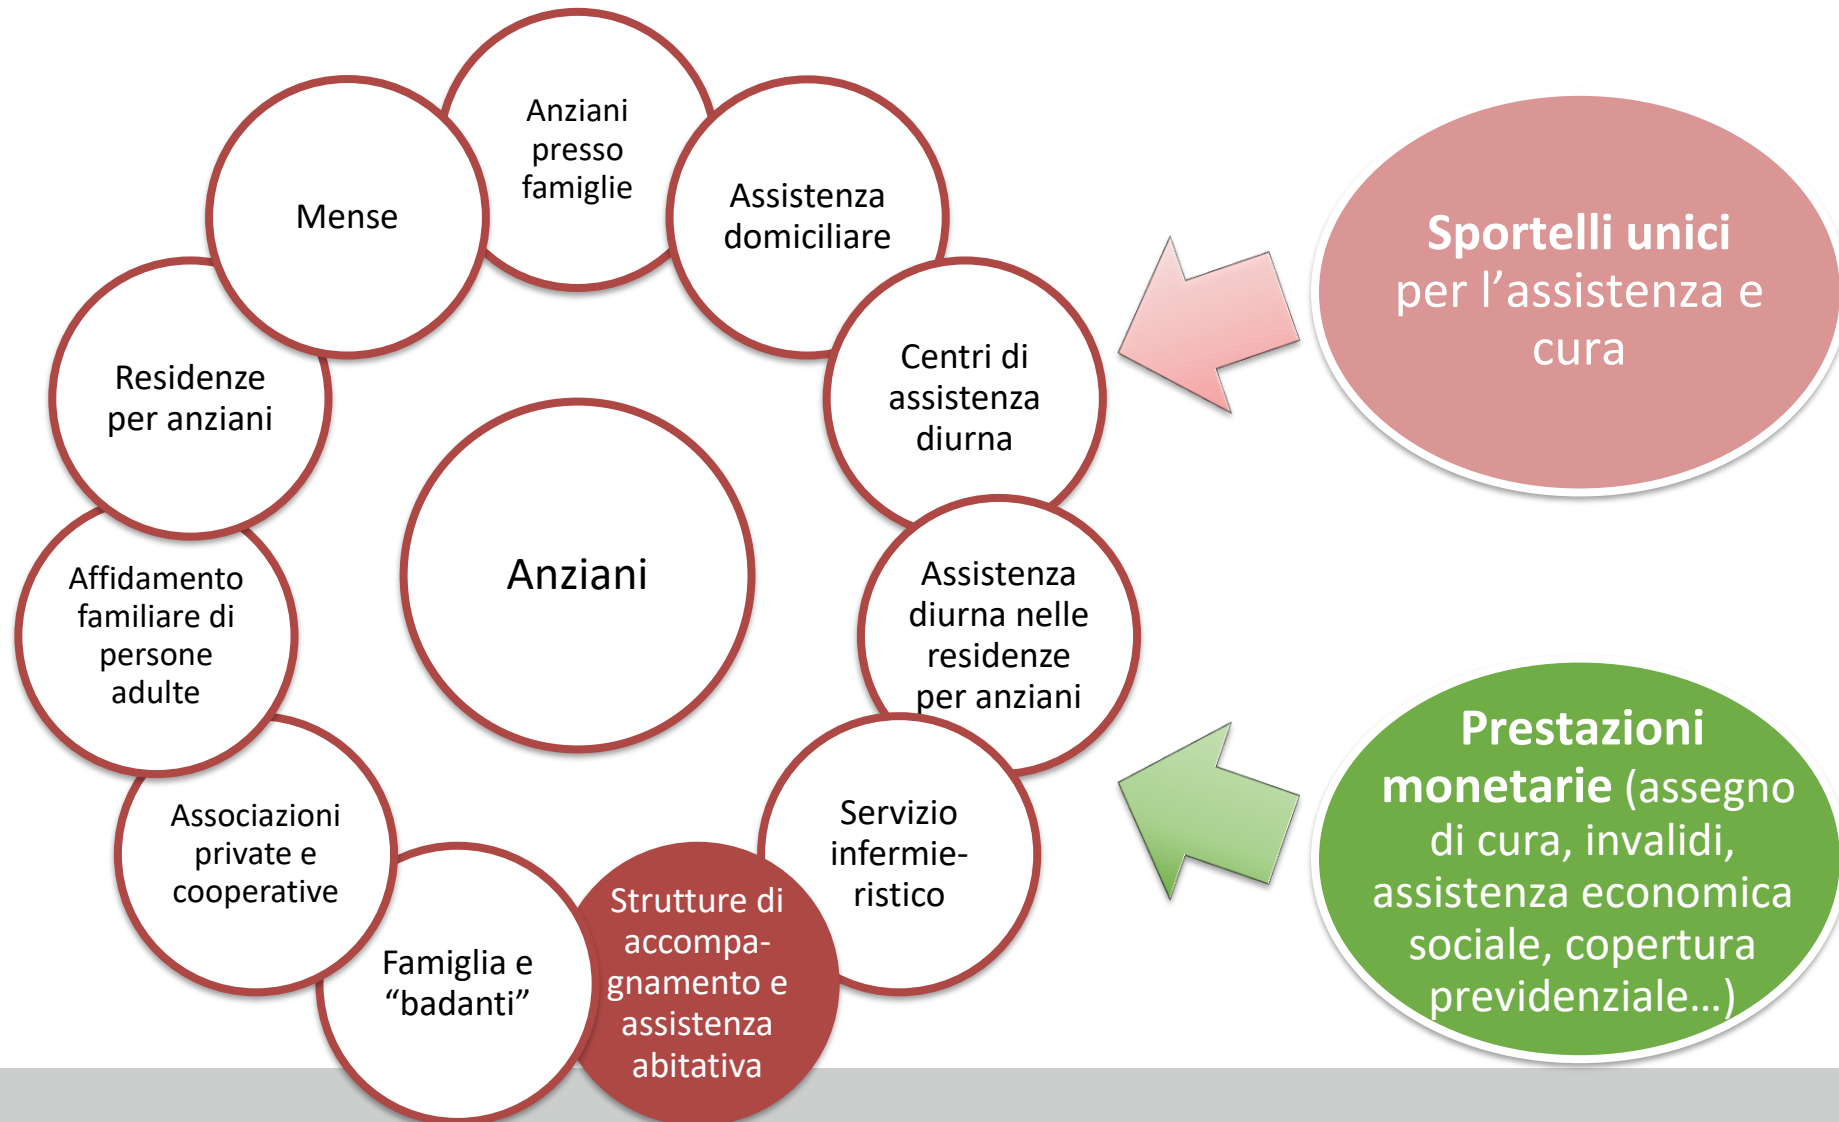 Anziani
presso
famiglie
Assistenza
domiciliare
Centri di
assistenza
diurna
Assistenza
diurna nelle
residenze
per anziani
Servizio
infermie-
ristico
Strutture di
accompa-
gnamento e
assistenza
abitativa
Famiglia e
“badanti”
Associazioni
private e
cooperative
Affidamento
familiare di
persone
adulte
Residenze
per anziani
Mense
Anziani
Sportelli unici
per l’assistenza e
cura
Prestazioni
monetarie (assegno
di cura, invalidi,
assistenza economica
sociale, copertura
previdenziale…)